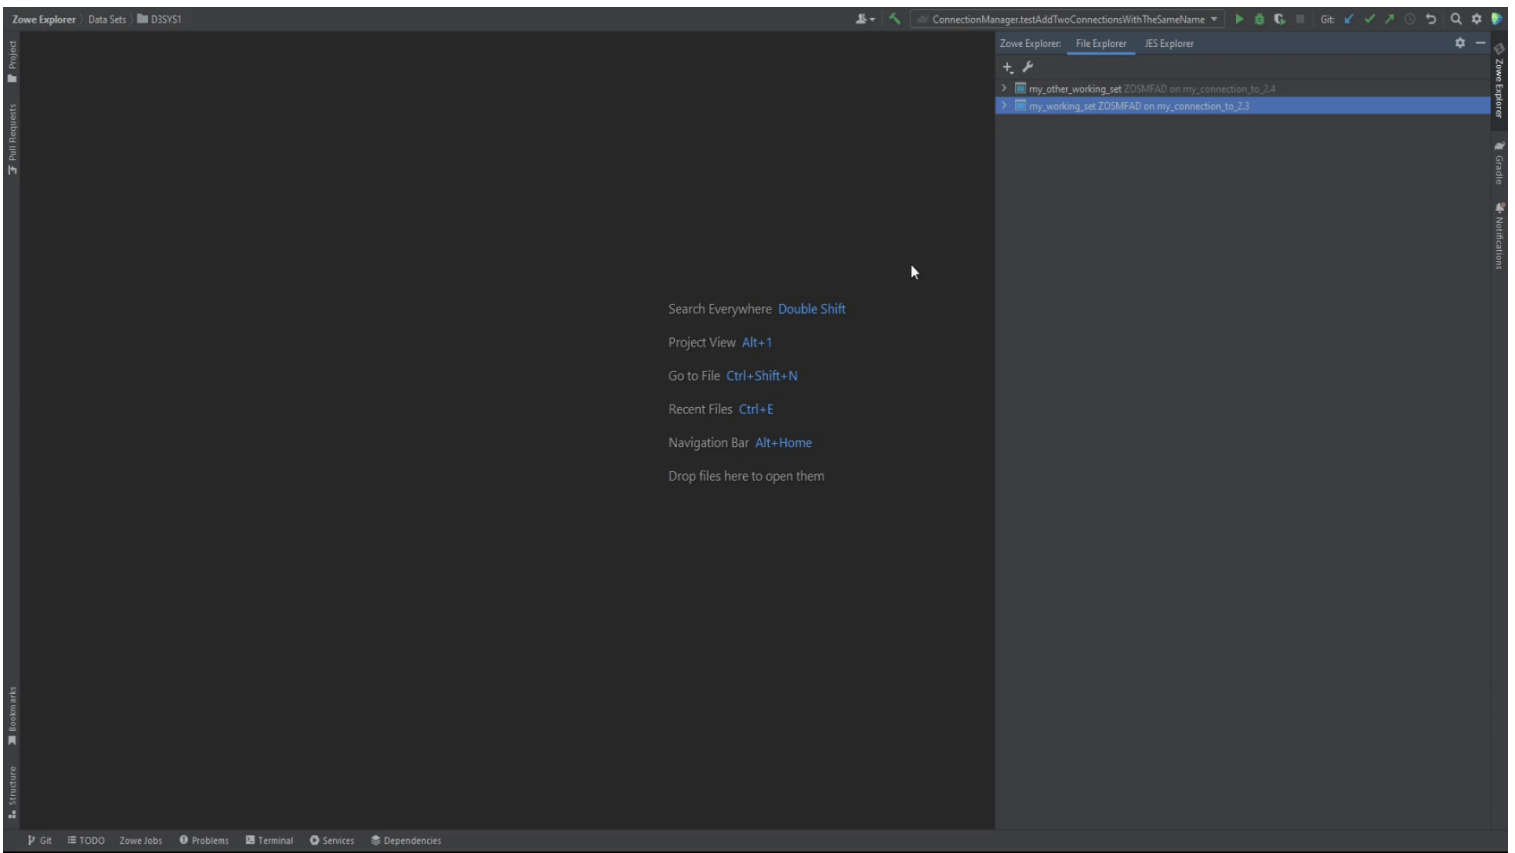 Zowe Explorer Data Sets D3SYS1
ConnectionManager.testAddTwoConnectionsWithTheSameName
Git:
Project
Pull Requests
Bookmarks
Structure
Search Everywhere Double Shift
Project View Alt+1
Go to File Ctrl+Shift+N
Recent Files Ctrl+E
Navigation Bar Alt+Home
Drop files here to open them
Zowe Explorer: File Explorer JES Explorer
my_other_working_set ZOSMFAD on my_connection_to_2.4
my_working_set ZOSMFAD on my_connection_to_2.3
Zowe Explorer
Gradle
Notifications
Git TODO Zowe Jobs Problems Terminal Services Dependencies